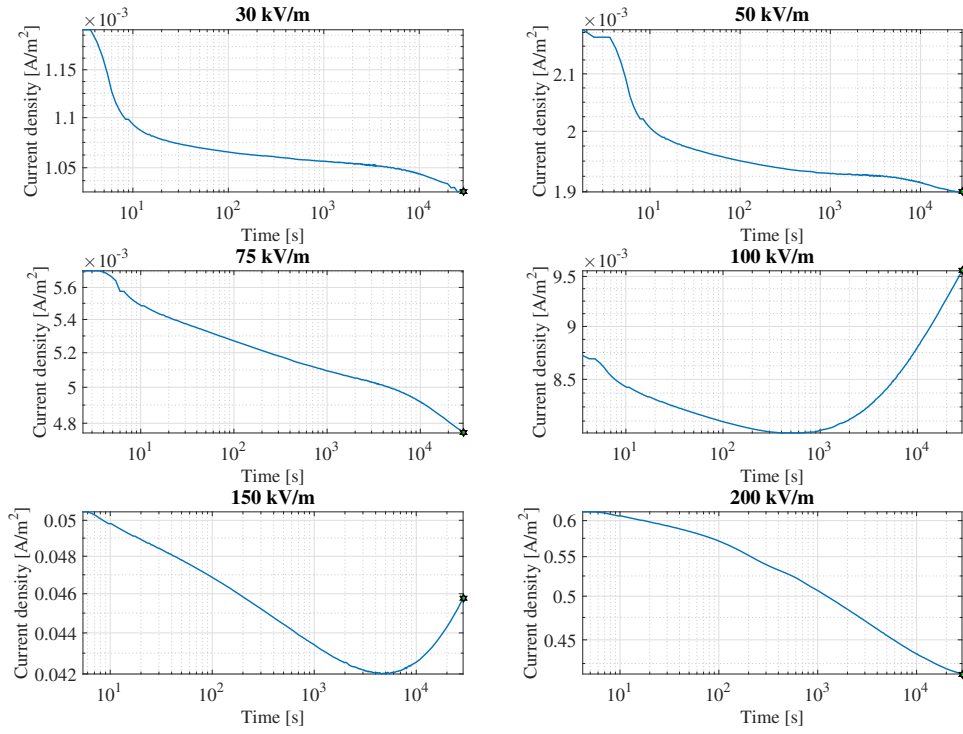 30 kV/m
×10⁻³
Current density [A/m²]
1.15
1.1
1.05
10¹ 10² 10³ 10⁴
Time [s]
50 kV/m
×10⁻³
Current density [A/m²]
2.1
2
1.9
10¹ 10² 10³ 10⁴
Time [s]
75 kV/m
×10⁻³
Current density [A/m²]
5.6
5.4
5.2
5
4.8
10¹ 10² 10³ 10⁴
Time [s]
100 kV/m
×10⁻³
Current density [A/m²]
9.5
9
8.5
10¹ 10² 10³ 10⁴
Time [s]
150 kV/m
Current density [A/m²]
0.05
0.048
0.046
0.044
0.042
10¹ 10² 10³ 10⁴
Time [s]
200 kV/m
Current density [A/m²]
0.6
0.55
0.5
0.45
10¹ 10² 10³ 10⁴
Time [s]